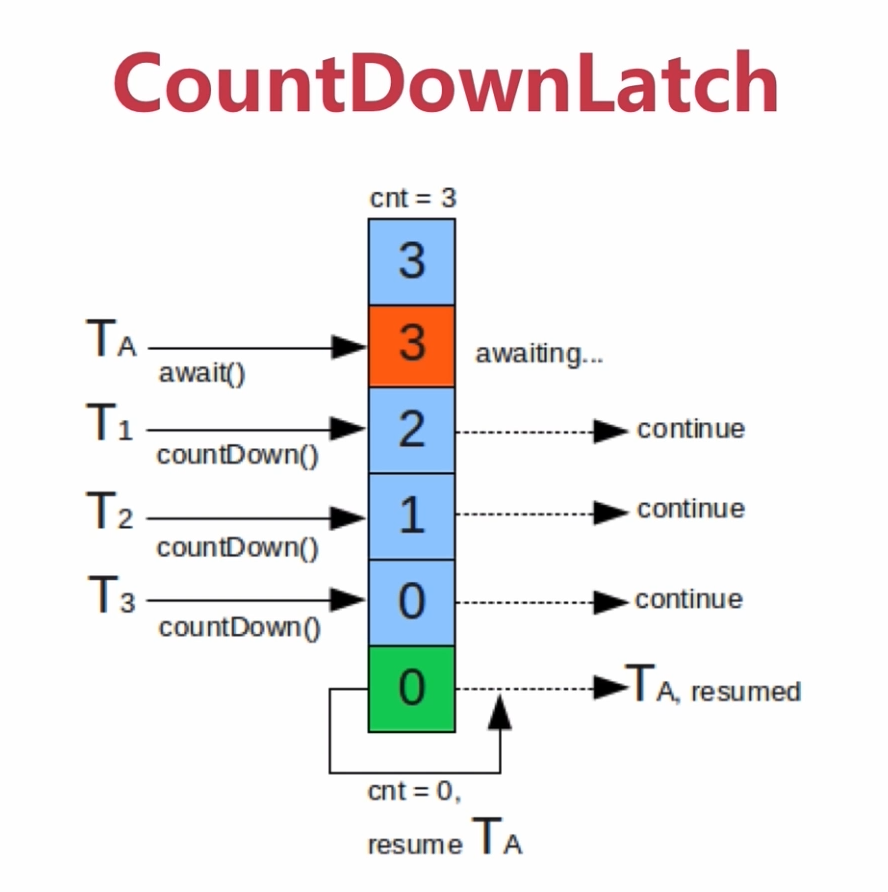 CountDownLatch
cnt = 3
3
TA
await()
3
awaiting...
T1
countDown()
2
continue
T2
countDown()
1
continue
T3
countDown()
0
continue
0
TA, resumed
cnt = 0,
resume TA